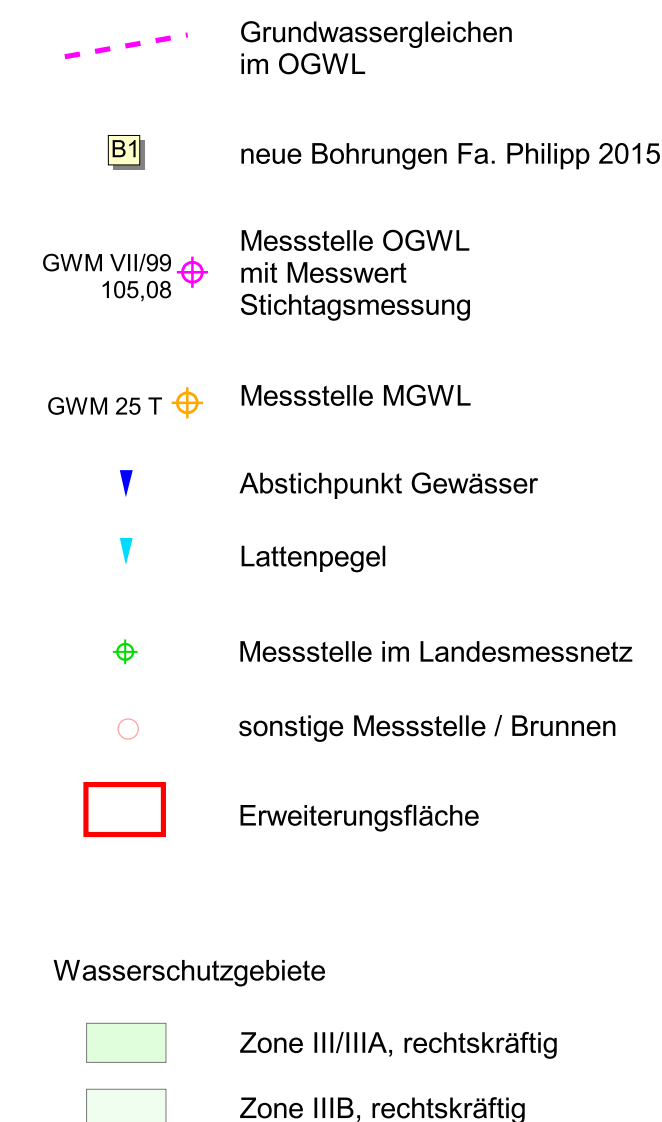 Grundwassergleichen
im OGWL
B1
neue Bohrungen Fa. Philipp 2015
GWM VII/99
105,08
Messstelle OGWL
mit Messwert
Stichtagsmessung
GWM 25 T
Messstelle MGWL
Abstichpunkt Gewässer
Lattenpegel
Messstelle im Landesmessnetz
sonstige Messstelle / Brunnen
Erweiterungsfläche
Wasserschutzgebiete
Zone III/IIIA, rechtskräftig
Zone IIIB, rechtskräftig